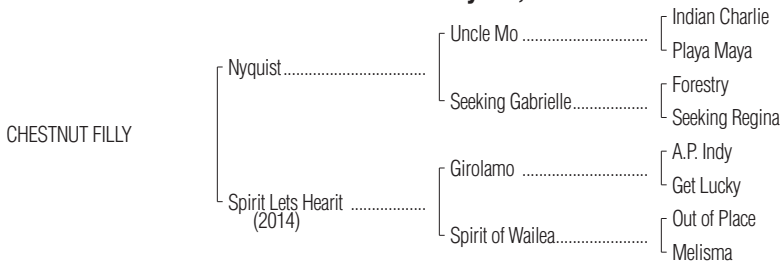 Indian Charlie
Uncle Mo
Playa Maya
Nyquist
Forestry
Seeking Gabrielle
Seeking Regina
CHESTNUT FILLY
A.P. Indy
Girolamo
Get Lucky
Spirit Lets Hearit
(2014)
Out of Place
Spirit of Wailea
Melisma